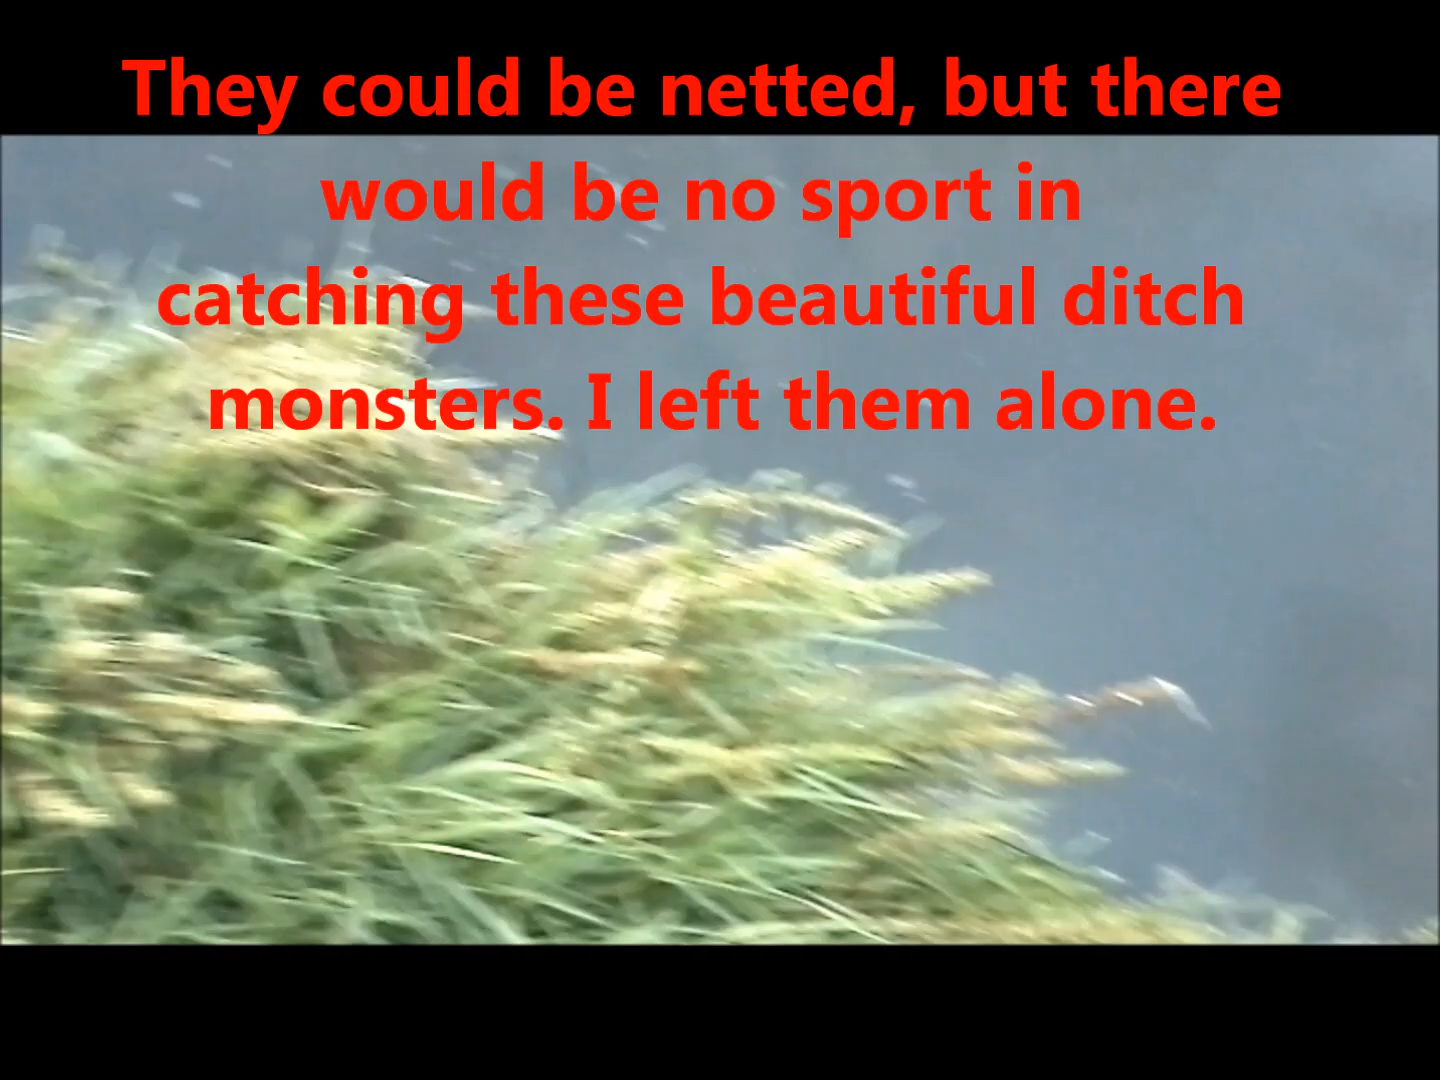 They could be netted, but there
would be no sport in
catching these beautiful ditch
monsters. I left them alone.